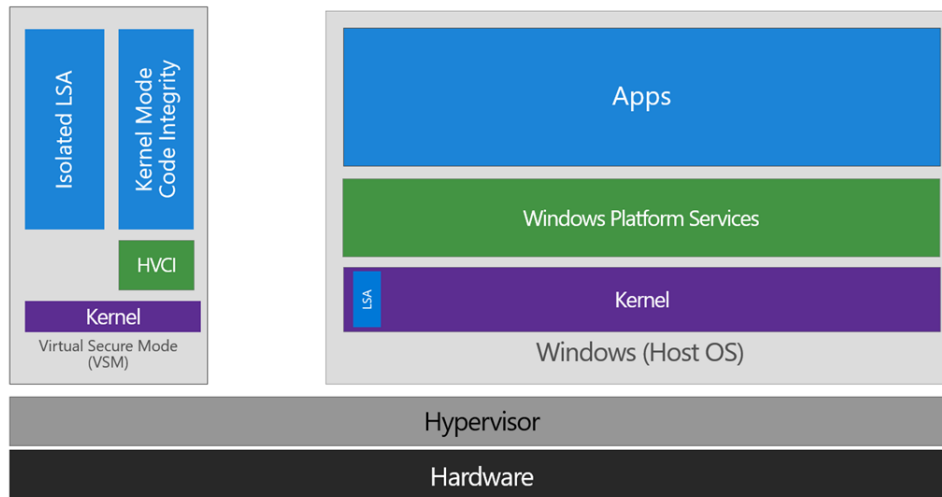 Isolated LSA
Kernel Mode
Code Integrity
HVCI
Kernel
Virtual Secure Mode
(VSM)
Apps
Windows Platform Services
LSA
Kernel
Windows (Host OS)
Hypervisor
Hardware